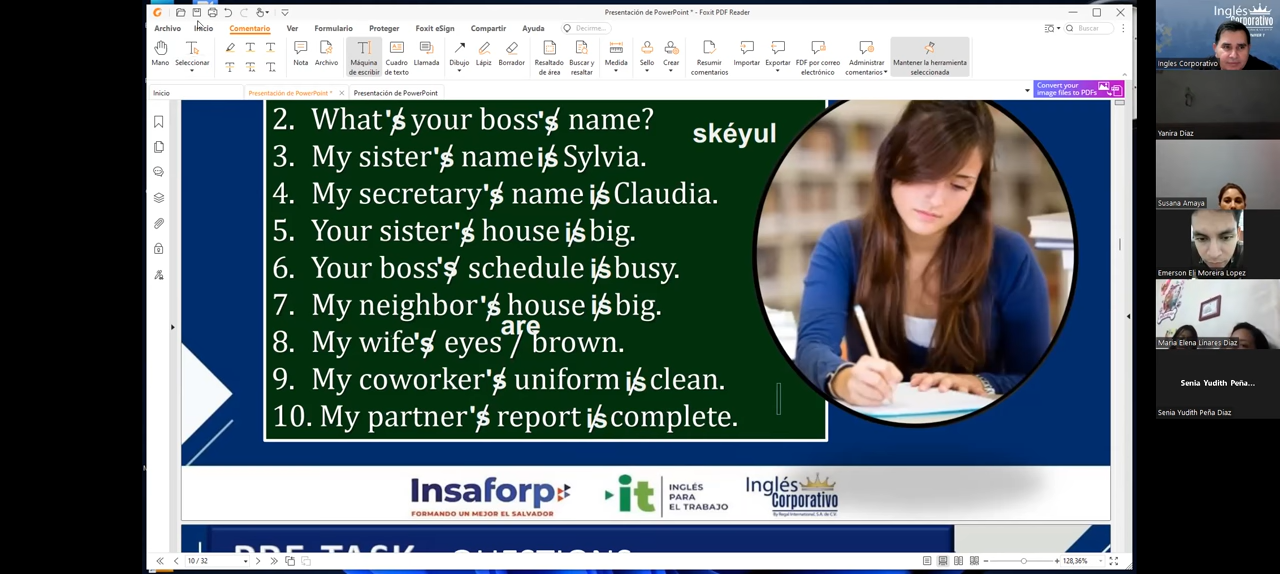 Presentación de PowerPoint * - Foxit PDF Reader
Archivo Inicio Comentario Ver Formulario Proteger Foxit eSign Compartir Ayuda Decirme... Buscar
Mano Seleccionar T T T T Nota Archivo Máquina de escribir Cuadro de texto Llamada Dibujo Lápiz Borrador Resultado de área Buscar y resaltar Medida Sello Crear Resumir comentarios Importar Exportar FDF por correo electrónico Administrar comentarios Mantener la herramienta seleccionada
Inicio Presentación de PowerPoint * Presentación de PowerPoint
Convert your image files to PDFs
2. What's your boss's name?
skéyul
3. My sister's name is Sylvia.
4. My secretary's name is Claudia.
5. Your sister's house is big.
6. Your boss's schedule is busy.
7. My neighbor's house is big.
are
8. My wife's eyes / brown.
9. My coworker's uniform is clean.
10. My partner's report is complete.
Insaforp
FORMANDO UN MEJOR EL SALVADOR
it INGLÉS PARA EL TRABAJO
Inglés Corporativo
PRE-TASK QUESTIONS
10 / 32
128,36%
Inglés Corporativo
Ingles Corporativo
Yanira Diaz
Susana Amaya
Emerson Eli Moreira Lopez
Maria Elena Linares Diaz
Senia Yudith Peña...
Senia Yudith Peña Diaz